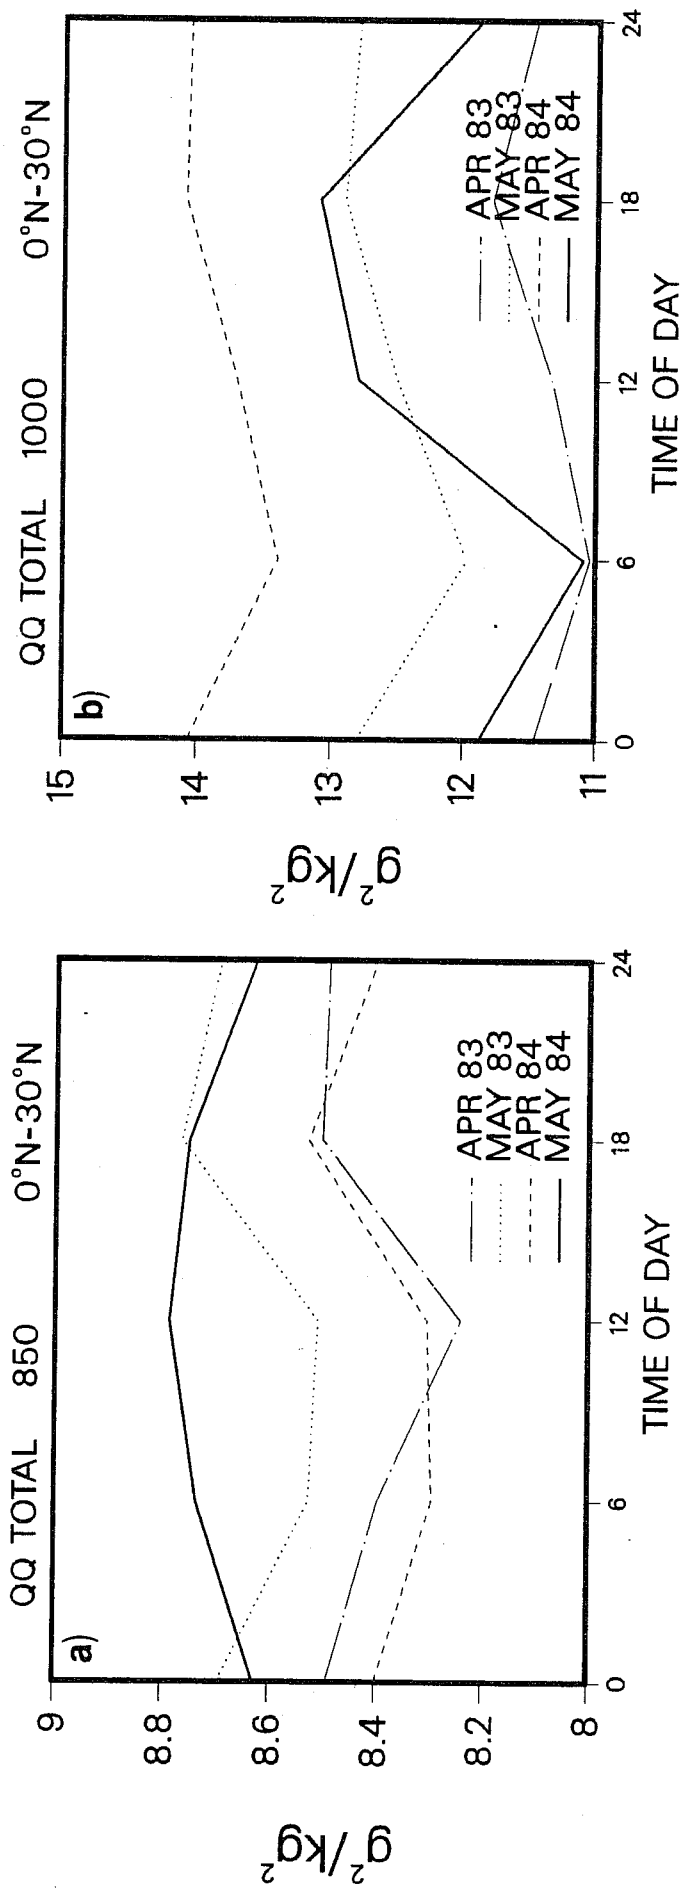 QQ TOTAL 850 0°N-30°N
a)
9
8.8
8.6
8.4
8.2
8
g²/kg²
APR 83
MAY 83
APR 84
MAY 84
0 6 12 18 24
TIME OF DAY
QQ TOTAL 1000 0°N-30°N
b)
15
14
13
12
11
g²/kg²
APR 83
MAY 83
APR 84
MAY 84
0 6 12 18 24
TIME OF DAY